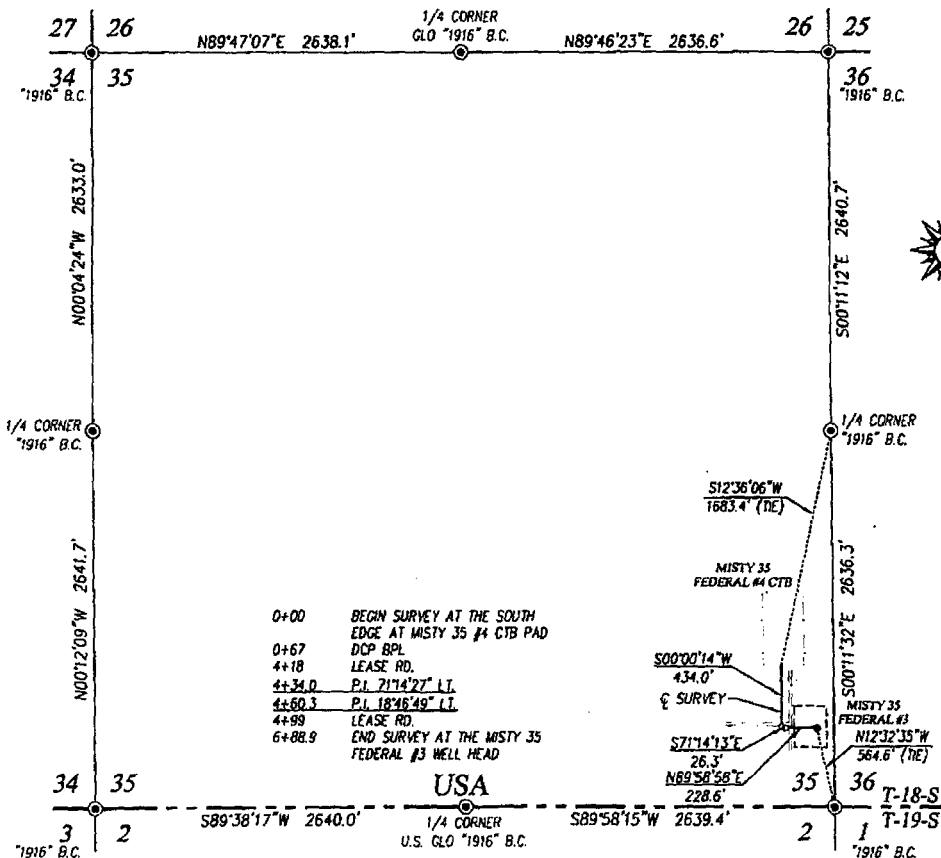 27 26
34 35
"1916" B.C.
N89°47'07"E 2638.1'
1/4 CORNER
GLO "1916" B.C.
N89°46'23"E 2636.6'
26 25
36
"1916" B.C.
N00°04'24"W 2633.0'
S00°11'12"E 2640.7'
1/4 CORNER
"1916" B.C.
1/4 CORNER
"1916" B.C.
S12°36'06"W
1683.4' (TIE)
MISTY 35
FEDERAL #4 CTB
N00°12'09"W 2641.7'
S00°11'32"E 2636.3'
0+00 BEGIN SURVEY AT THE SOUTH
EDGE AT MISTY 35 #4 CTB PAD
0+67 DCP BPL
4+18 LEASE RD.
4+34.0 P.I. 71°14'27" LT.
4+60.3 P.I. 18°46'49" LT.
4+99 LEASE RD.
6+88.9 END SURVEY AT THE MISTY 35
FEDERAL #3 WELL HEAD
S00°00'14"W
434.0'
℄ SURVEY
MISTY 35
FEDERAL #3
N12°32'35"W
564.6' (TIE)
S71°14'13"E
26.3'
N89°58'58"E
228.6'
34 35
USA
35 36
T-18-S
T-19-S
3 2
"1916" B.C.
S89°38'17"W 2640.0'
1/4 CORNER
U.S. GLO "1916" B.C.
S89°58'15"W 2639.4'
2 1
"1916" B.C.